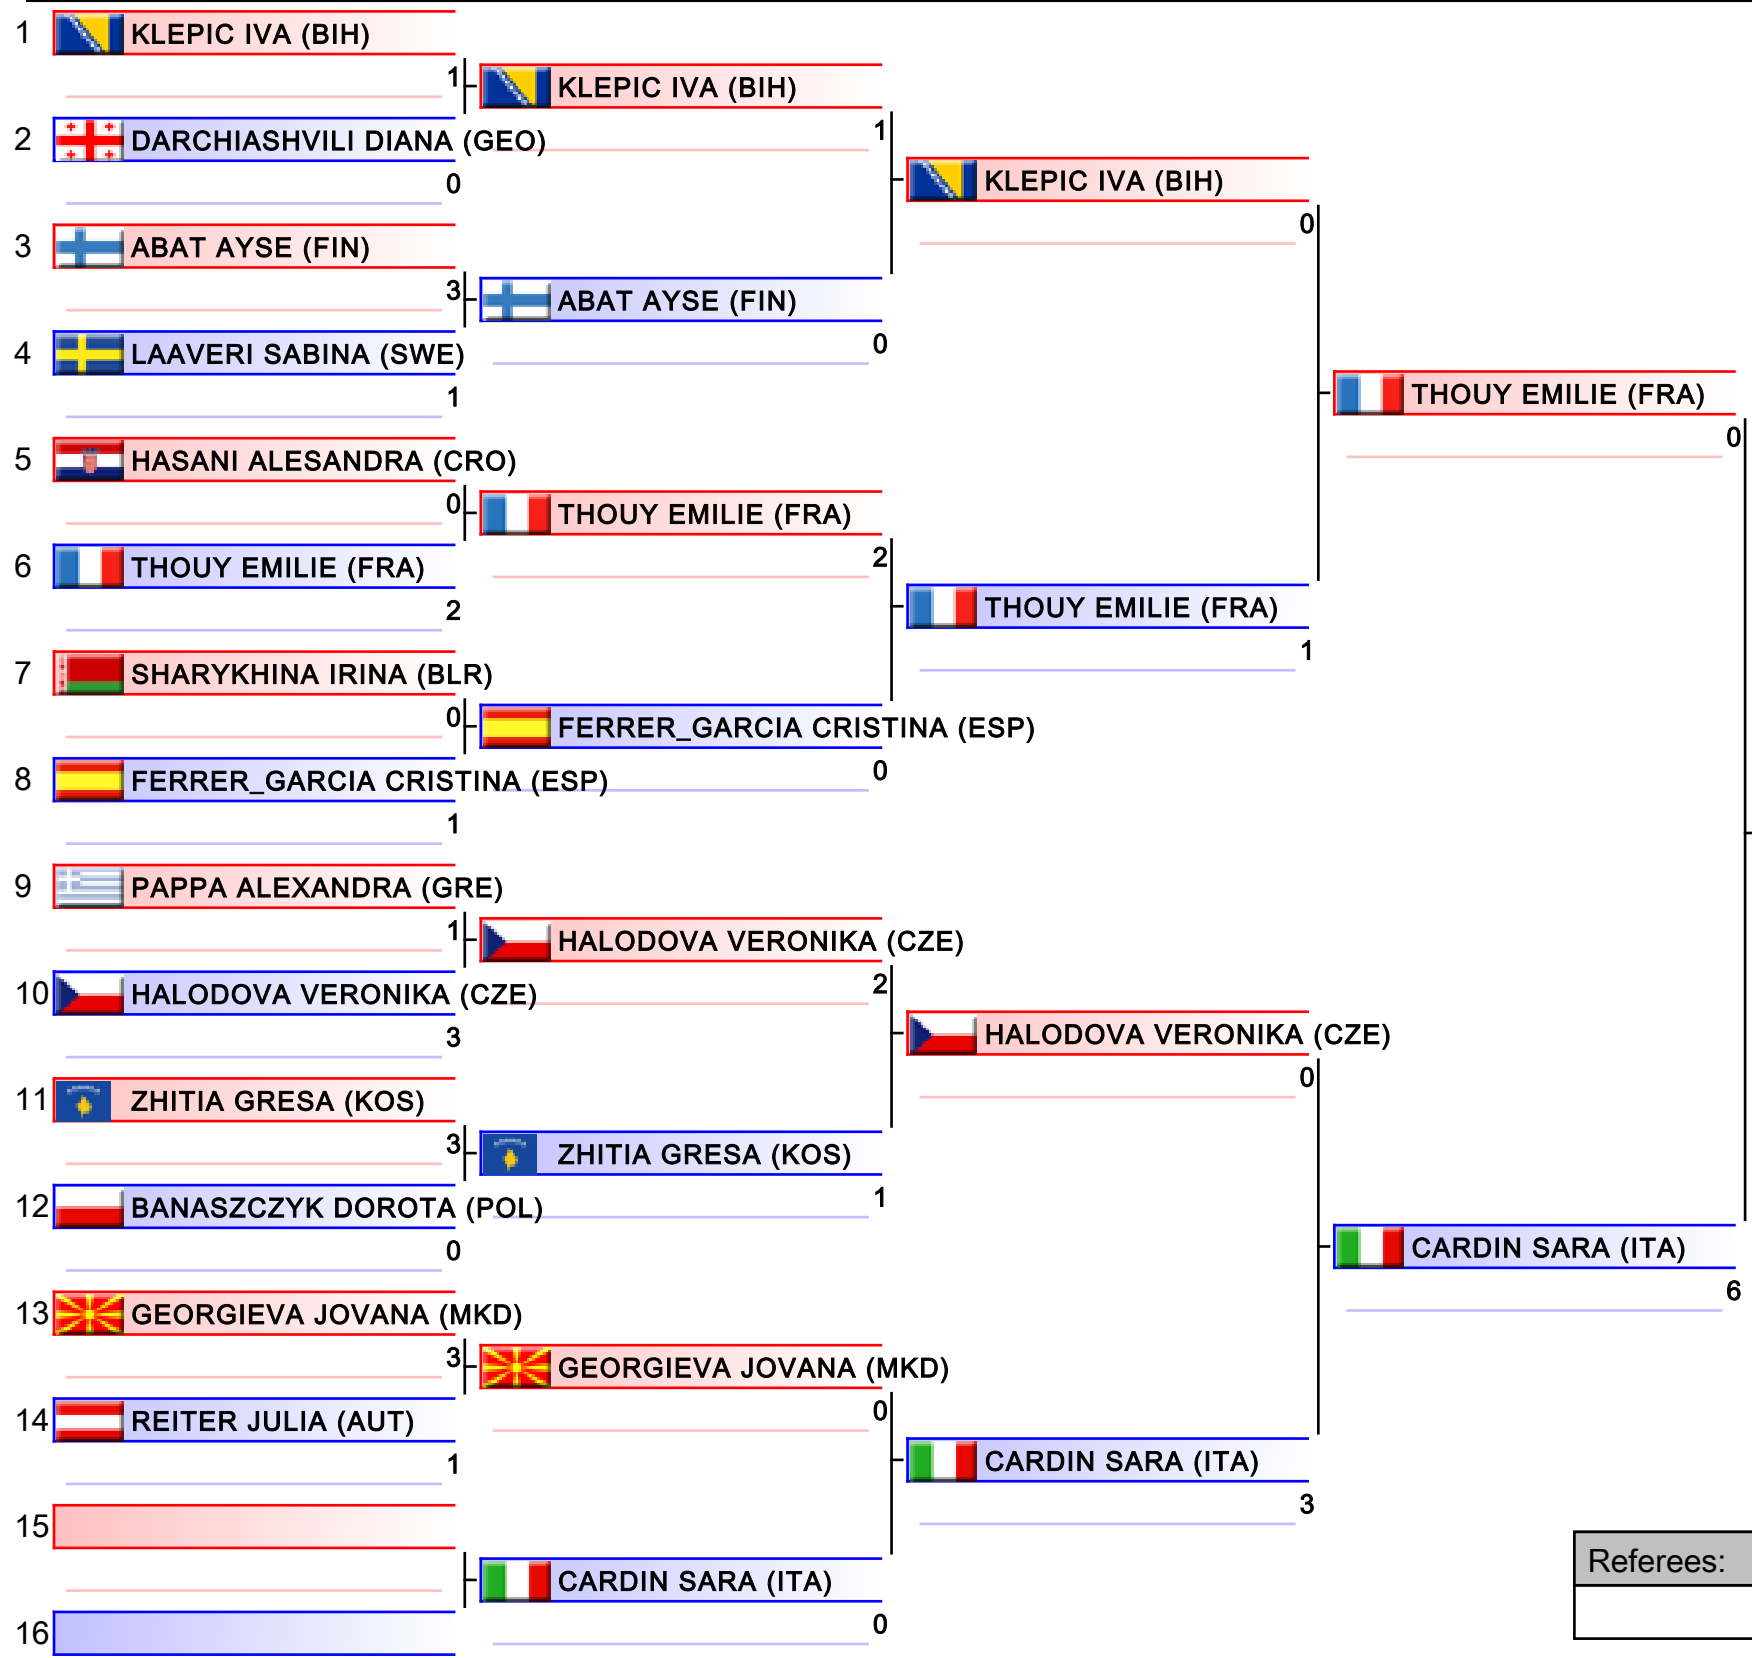 1 KLEPIC IVA (BIH)
1 KLEPIC IVA (BIH)
2 DARCHIASHVILI DIANA (GEO)
1
0
KLEPIC IVA (BIH)
0
3 ABAT AYSE (FIN)
3 ABAT AYSE (FIN)
4 LAAVERI SABINA (SWE)
0
1
THOUY EMILIE (FRA)
0
5 HASANI ALESANDRA (CRO)
0 THOUY EMILIE (FRA)
6 THOUY EMILIE (FRA)
2
2
THOUY EMILIE (FRA)
1
7 SHARYKHINA IRINA (BLR)
0 FERRER_GARCIA CRISTINA (ESP)
8 FERRER_GARCIA CRISTINA (ESP)
0
1
9 PAPPA ALEXANDRA (GRE)
1 HALODOVA VERONIKA (CZE)
10 HALODOVA VERONIKA (CZE)
2
3
HALODOVA VERONIKA (CZE)
0
11 ZHITIA GRESA (KOS)
3 ZHITIA GRESA (KOS)
12 BANASZCZYK DOROTA (POL)
1
0
CARDIN SARA (ITA)
6
13 GEORGIEVA JOVANA (MKD)
3 GEORGIEVA JOVANA (MKD)
14 REITER JULIA (AUT)
0
1
CARDIN SARA (ITA)
3
15
CARDIN SARA (ITA)
0
16
Referees: